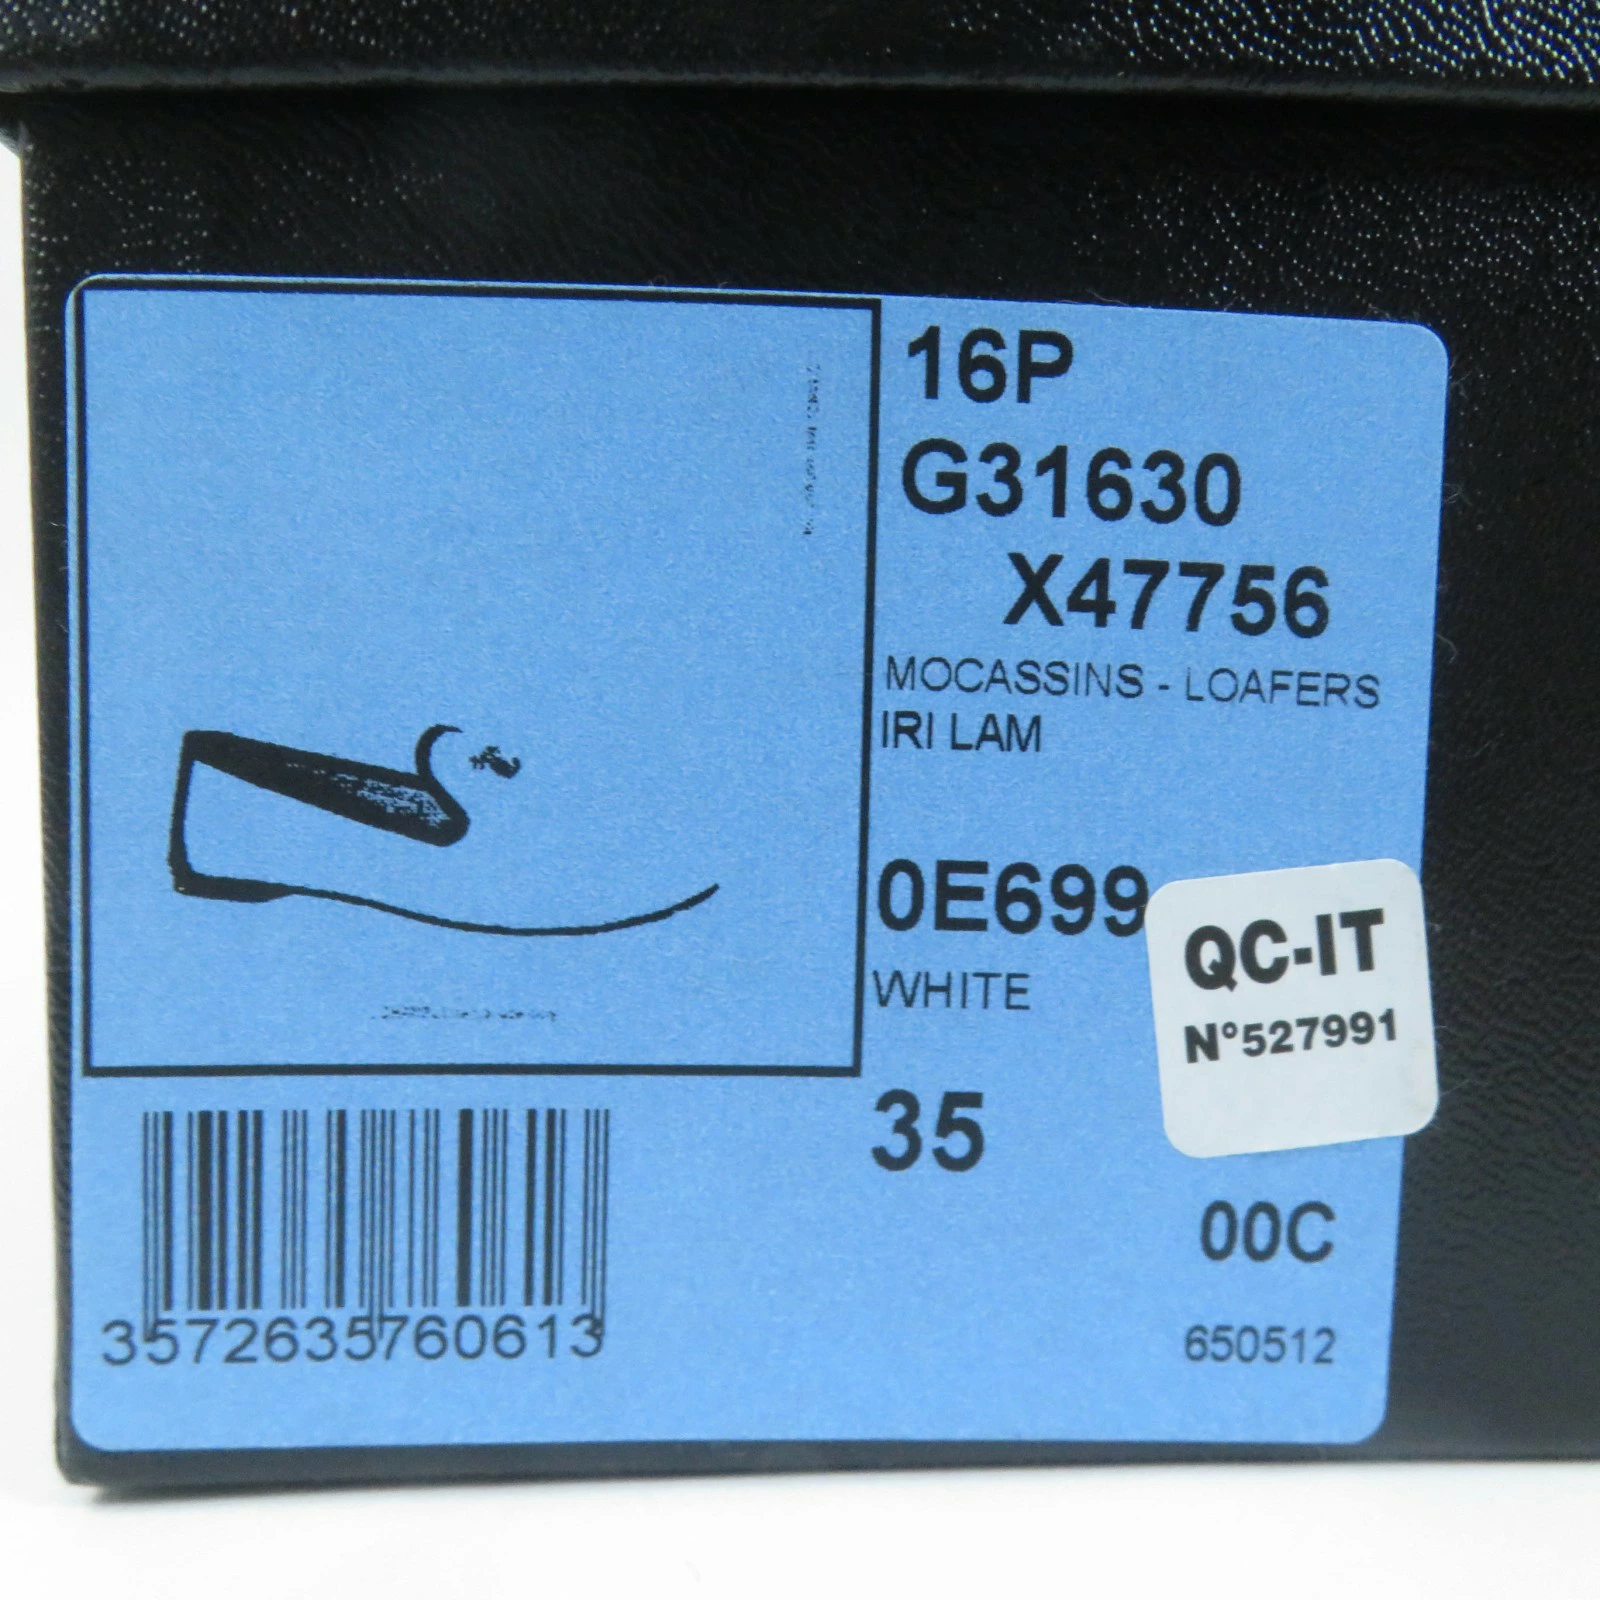 16P
G31630
X47756
MOCASSINS - LOAFERS
IRI LAM
0E699
WHITE
QC-IT
N°527991
35
00C
3572635760613
650512